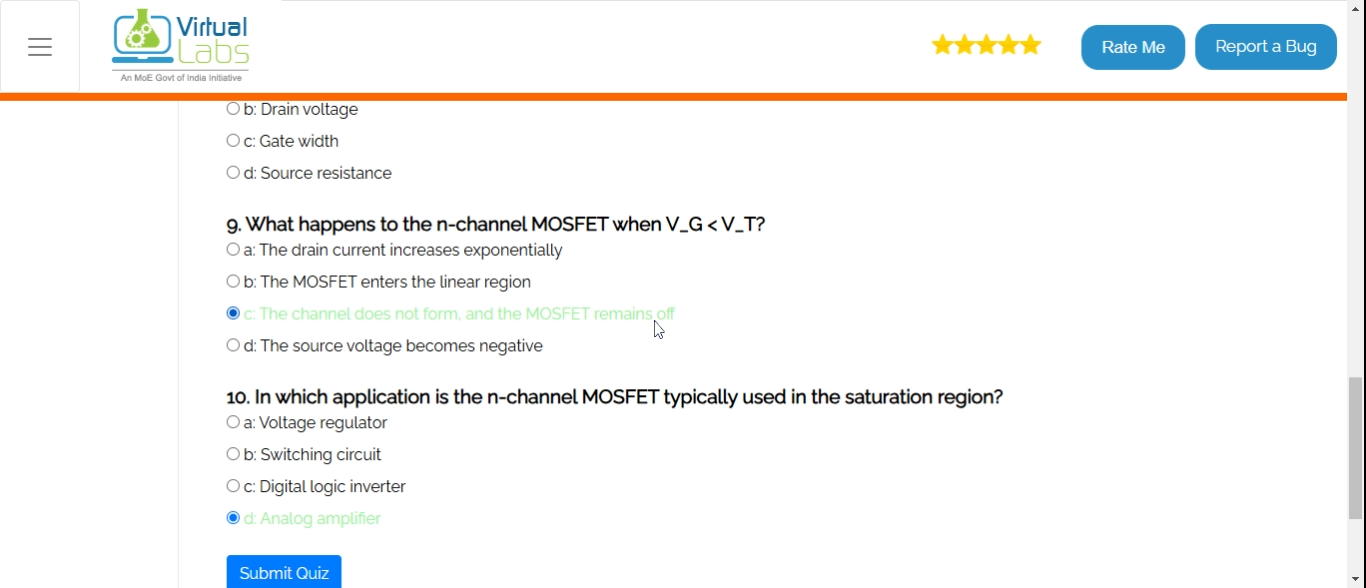 Virtual
Labs
An MoE Govt of India Initiative
Rate Me
Report a Bug
b: Drain voltage
c: Gate width
d: Source resistance
9. What happens to the n-channel MOSFET when V_G < V_T?
a: The drain current increases exponentially
b: The MOSFET enters the linear region
c: The channel does not form, and the MOSFET remains off
d: The source voltage becomes negative
10. In which application is the n-channel MOSFET typically used in the saturation region?
a: Voltage regulator
b: Switching circuit
c: Digital logic inverter
d: Analog amplifier
Submit Quiz